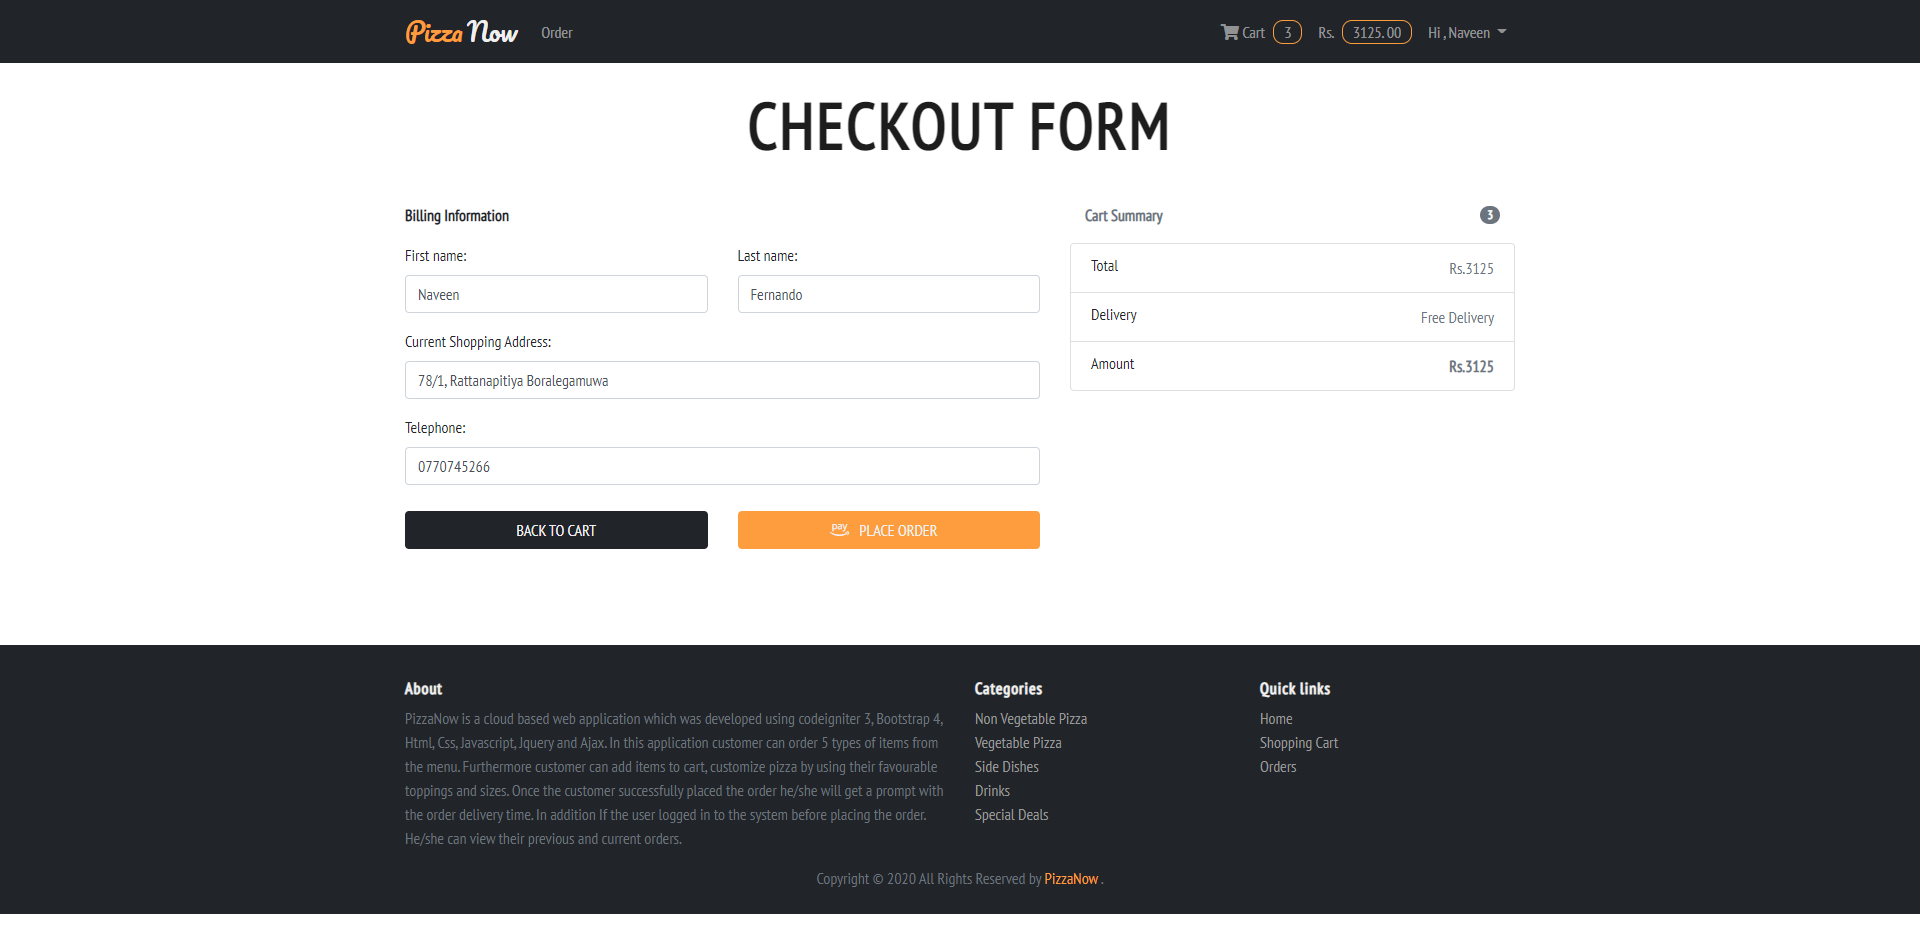 Pizza Now Order Cart 3 Rs. 3125.00 Hi , Naveen
CHECKOUT FORM
Billing Information
First name:
Last name:
Naveen
Fernando
Current Shopping Address:
78/1, Rattanapitiya Boralegamuwa
Telephone:
0770745266
BACK TO CART
pay PLACE ORDER
Cart Summary 3
Total Rs.3125
Delivery Free Delivery
Amount Rs.3125
About
PizzaNow is a cloud based web application which was developed using codeigniter 3, Bootstrap 4,
Html, Css, Javascript, Jquery and Ajax. In this application customer can order 5 types of items from
the menu. Furthermore customer can add items to cart, customize pizza by using their favourable
toppings and sizes. Once the customer successfully placed the order he/she will get a prompt with
the order delivery time. In addition If the user logged in to the system before placing the order.
He/she can view their previous and current orders.
Categories
Non Vegetable Pizza
Vegetable Pizza
Side Dishes
Drinks
Special Deals
Quick links
Home
Shopping Cart
Orders
Copyright © 2020 All Rights Reserved by PizzaNow .